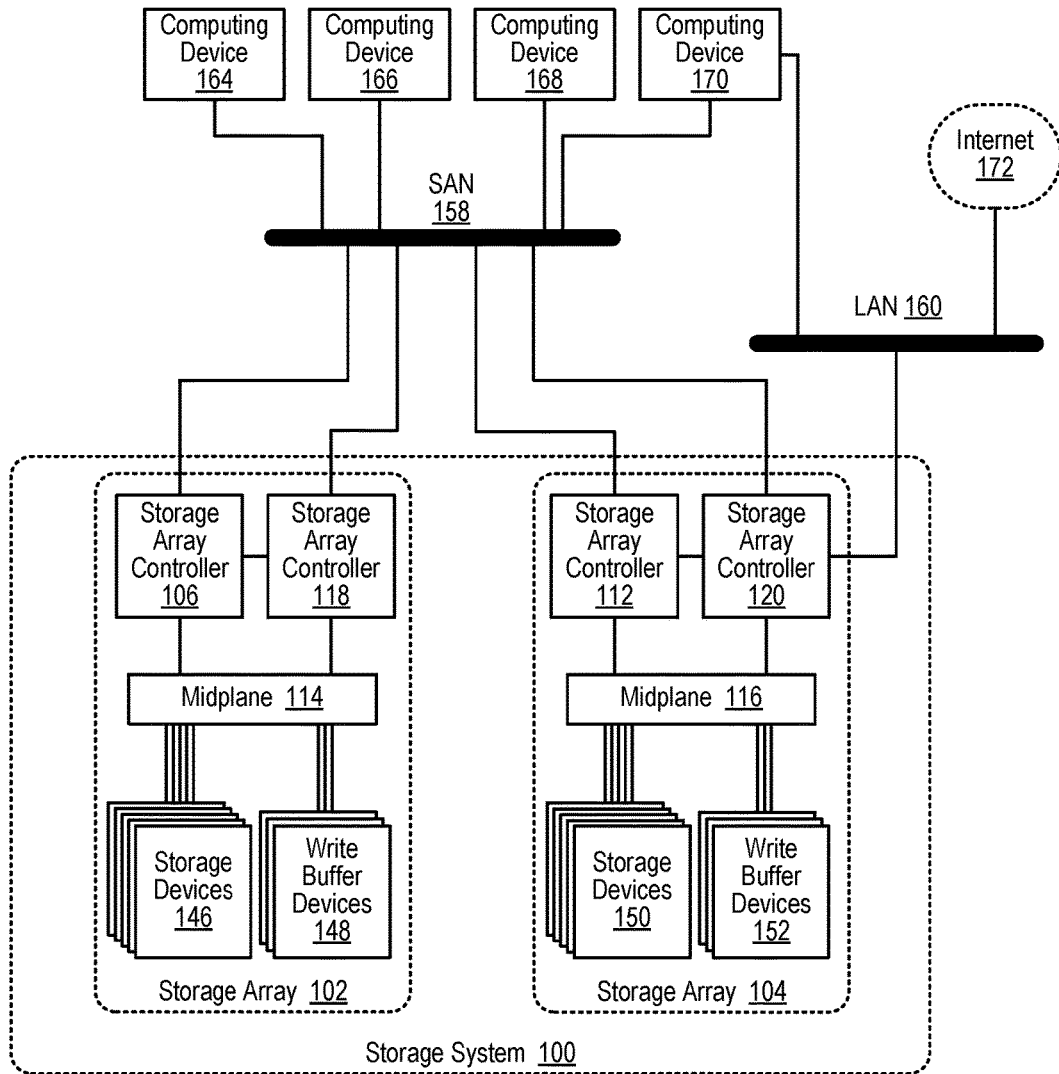 Computing
Device
164
Computing
Device
166
Computing
Device
168
Computing
Device
170
Internet
172
SAN
158
LAN 160
Storage
Array
Controller
106
Storage
Array
Controller
118
Storage
Array
Controller
112
Storage
Array
Controller
120
Midplane 114
Midplane 116
Storage
Devices
146
Write
Buffer
Devices
148
Storage
Devices
150
Write
Buffer
Devices
152
Storage Array 102
Storage Array 104
Storage System 100